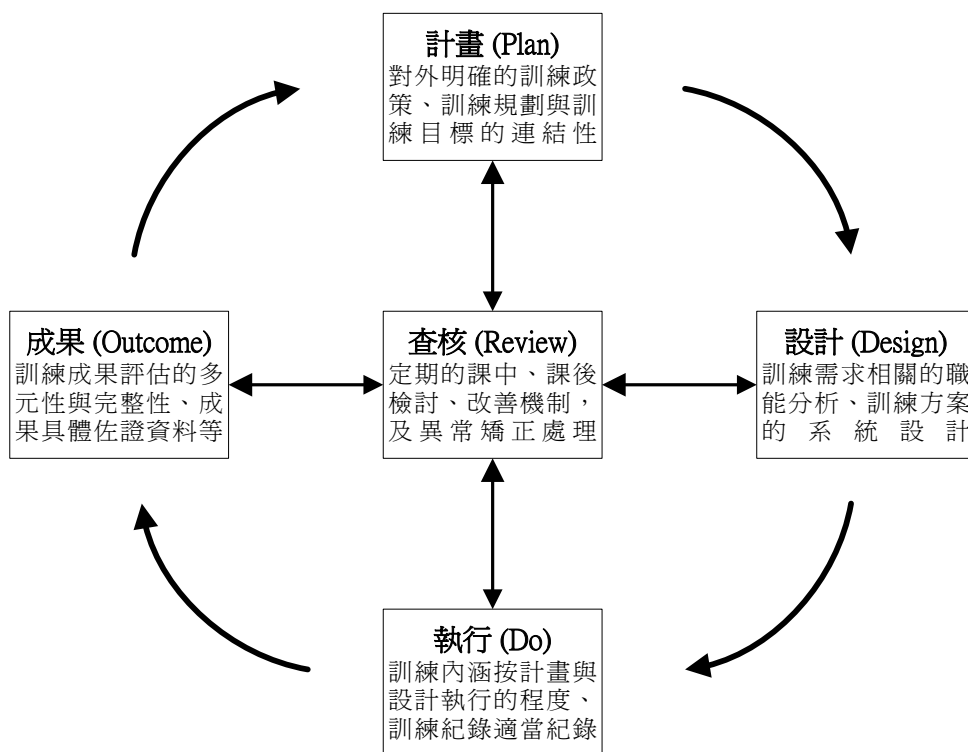 計畫 (Plan)
對外明確的訓練政
策、訓練規劃與訓
練目標的連結性
成果 (Outcome)
訓練成果評估的多
元性與完整性、成
果具體佐證資料等
查核 (Review)
定期的課中、課後
檢討、改善機制，
及異常矯正處理
設計 (Design)
訓練需求相關的職
能分析、訓練方案
的系統設計
執行 (Do)
訓練內涵按計畫與
設計執行的程度、
訓練紀錄適當紀錄